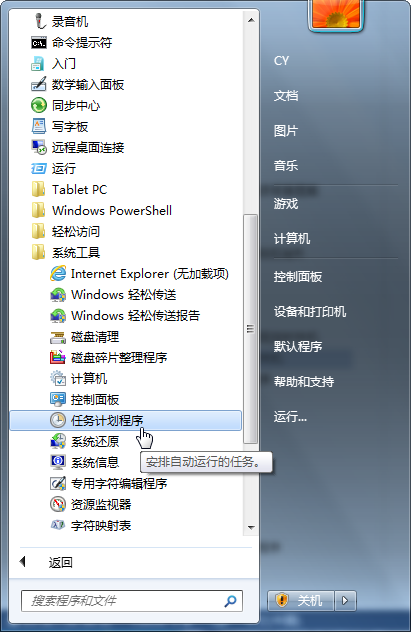 录音机
命令提示符
入门
数学输入面板
同步中心
写字板
远程桌面连接
运行
Tablet PC
Windows PowerShell
轻松访问
系统工具
Internet Explorer (无加载项)
Windows 轻松传送
Windows 轻松传送报告
磁盘清理
磁盘碎片整理程序
计算机
控制面板
任务计划程序
系统还原
系统信息
专用字符编辑程序
资源监视器
字符映射表
安排自动运行的任务。
返回
搜索程序和文件
CY
文档
图片
音乐
游戏
计算机
控制面板
设备和打印机
默认程序
帮助和支持
运行...
关机